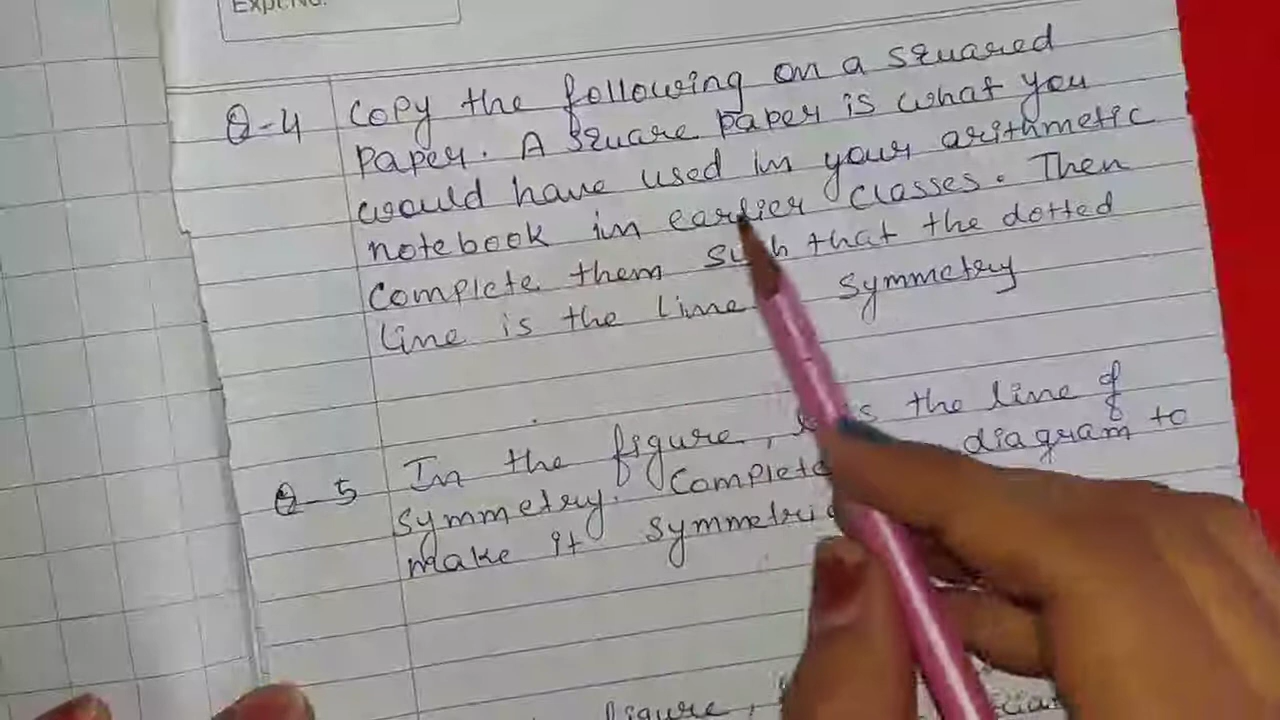 Expt. No.
Q-4 Copy the following on a squared
paper. A square paper is what you
would have used in your arithmetic
notebook in earlier classes. Then
complete them such that the dotted
line is the line symmetry
Q-5 In the figure, is the line of
symmetry. Complete diagram to
make it symmetric
figure,